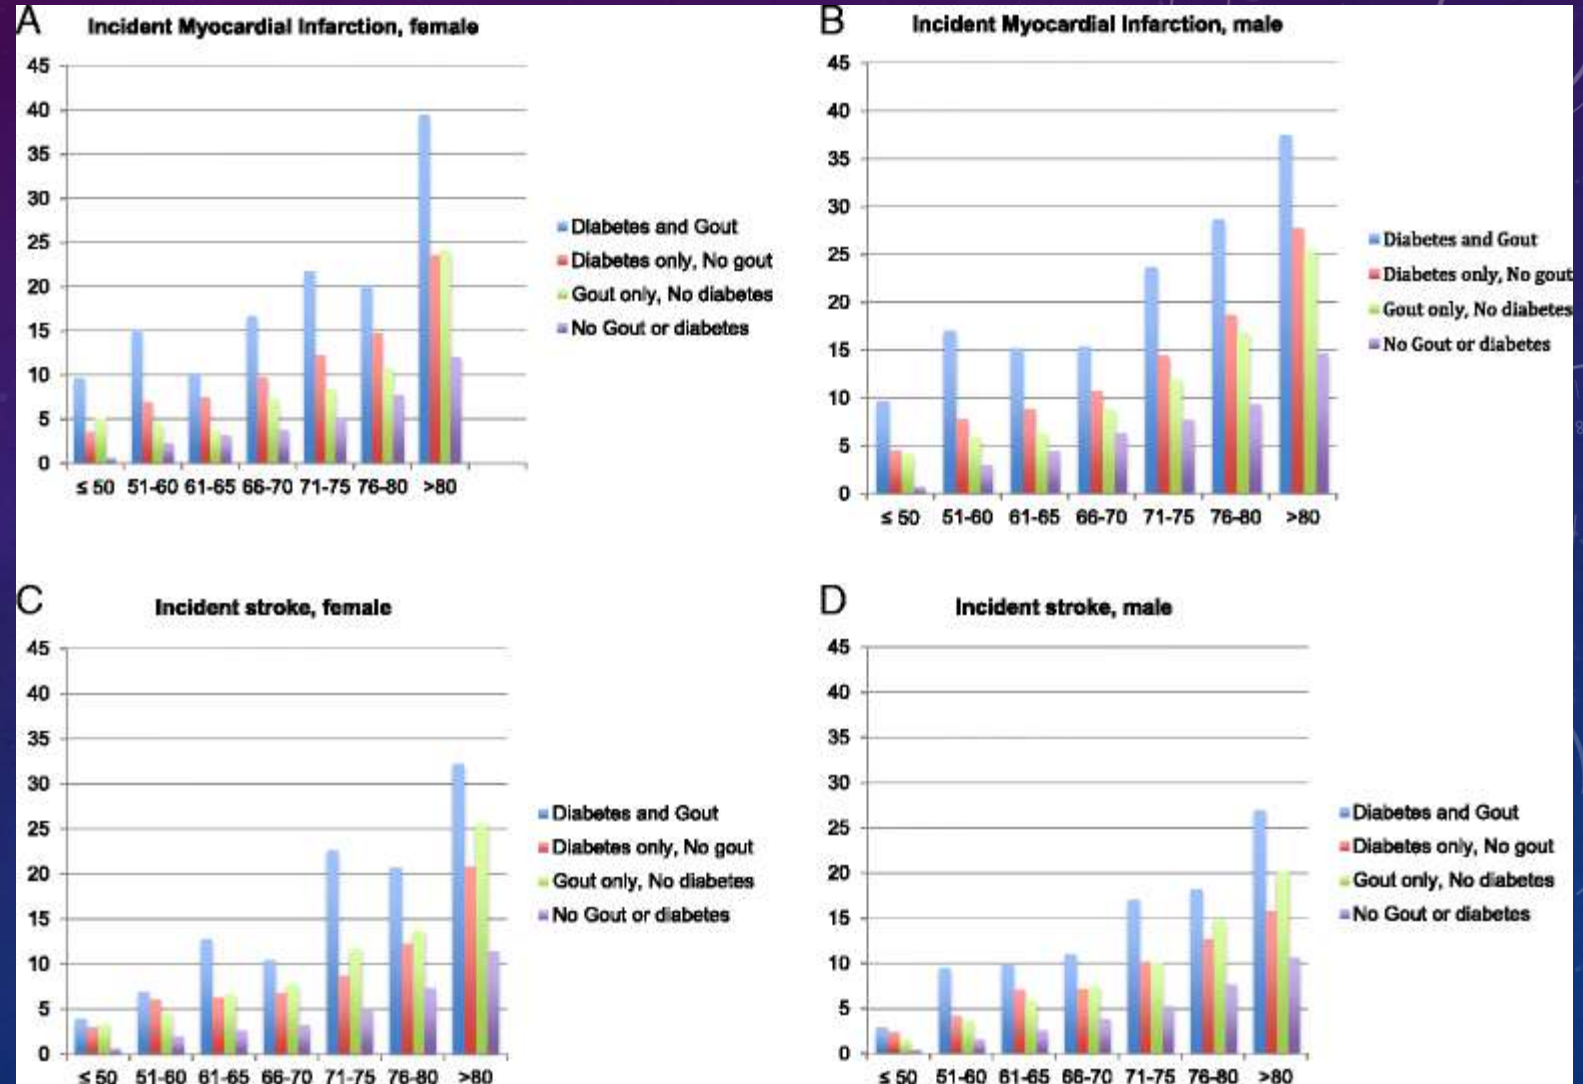 A
Incident Myocardial Infarction, female
45
40
35
30
25
20
15
10
5
0
≤ 50 51-60 61-65 66-70 71-75 76-80 >80
Diabetes and Gout
Diabetes only, No gout
Gout only, No diabetes
No Gout or diabetes
B
Incident Myocardial Infarction, male
45
40
35
30
25
20
15
10
5
0
≤ 50 51-60 61-65 66-70 71-75 76-80 >80
Diabetes and Gout
Diabetes only, No gout
Gout only, No diabetes
No Gout or diabetes
C
Incident stroke, female
45
40
35
30
25
20
15
10
5
0
≤ 50 51-60 61-65 66-70 71-75 76-80 >80
Diabetes and Gout
Diabetes only, No gout
Gout only, No diabetes
No Gout or diabetes
D
Incident stroke, male
45
40
35
30
25
20
15
10
5
0
≤ 50 51-60 61-65 66-70 71-75 76-80 >80
Diabetes and Gout
Diabetes only, No gout
Gout only, No diabetes
No Gout or diabetes